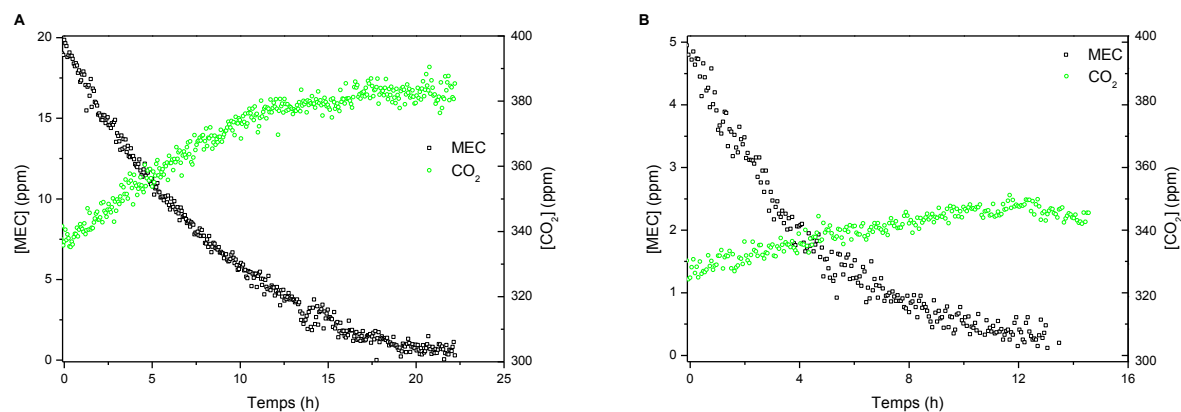 A
[MEC] (ppm)
20
15
10
5
0
MEC
CO2
400
380
360
340
320
300
[CO2] (ppm)
0 5 10 15 20 25
Temps (h)
B
[MEC] (ppm)
5
4
3
2
1
0
MEC
CO2
400
380
360
340
320
300
[CO2] (ppm)
0 4 8 12 16
Temps (h)